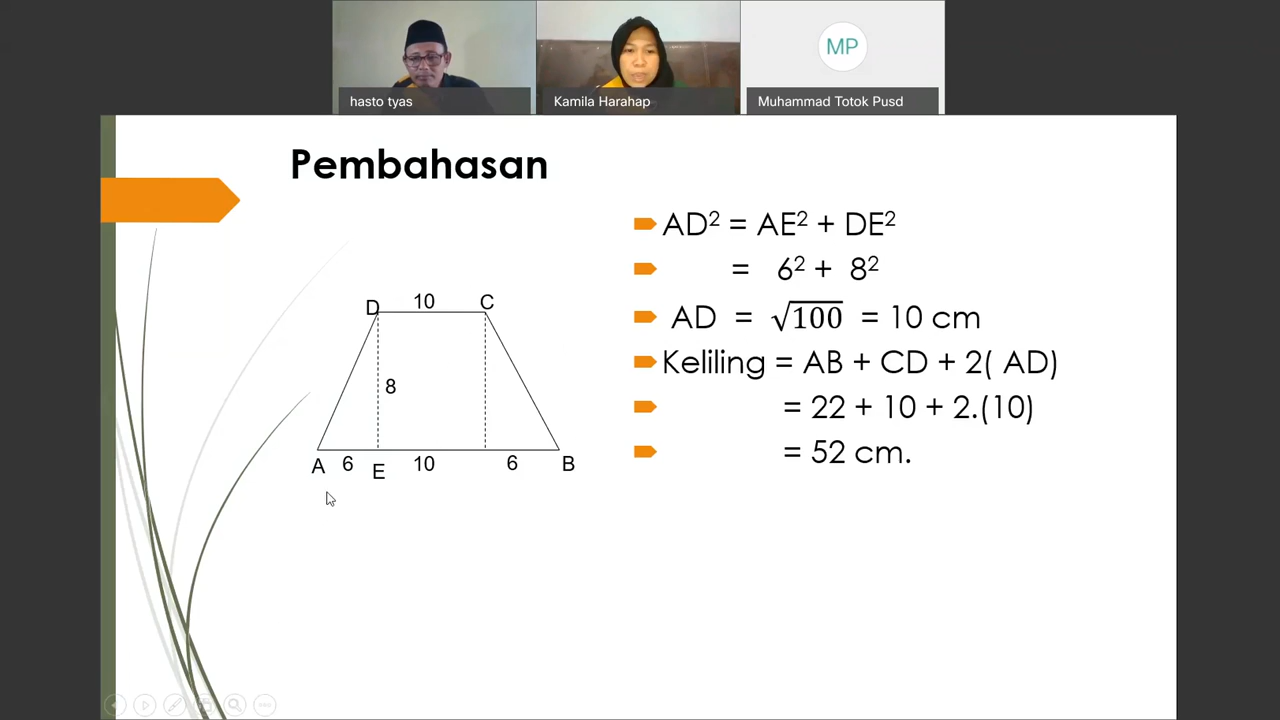 hasto tyas
Kamila Harahap
MP
Muhammad Totok Pusd
Pembahasan
AD² = AE² + DE²
= 6² + 8²
AD = √100 = 10 cm
Keliling = AB + CD + 2( AD)
= 22 + 10 + 2.(10)
= 52 cm.
D 10 C
8
A 6 E 10 6 B